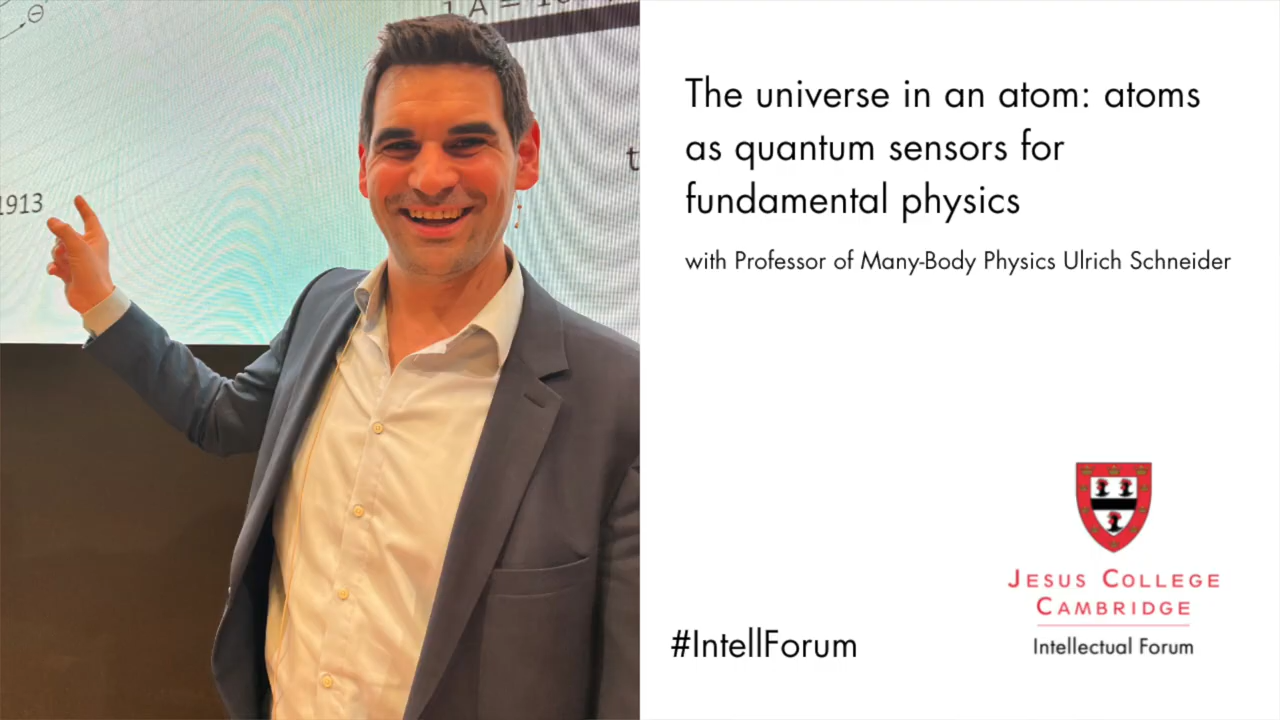 1913
The universe in an atom: atoms
as quantum sensors for
fundamental physics
with Professor of Many-Body Physics Ulrich Schneider
#IntellForum
JESUS COLLEGE
CAMBRIDGE
Intellectual Forum